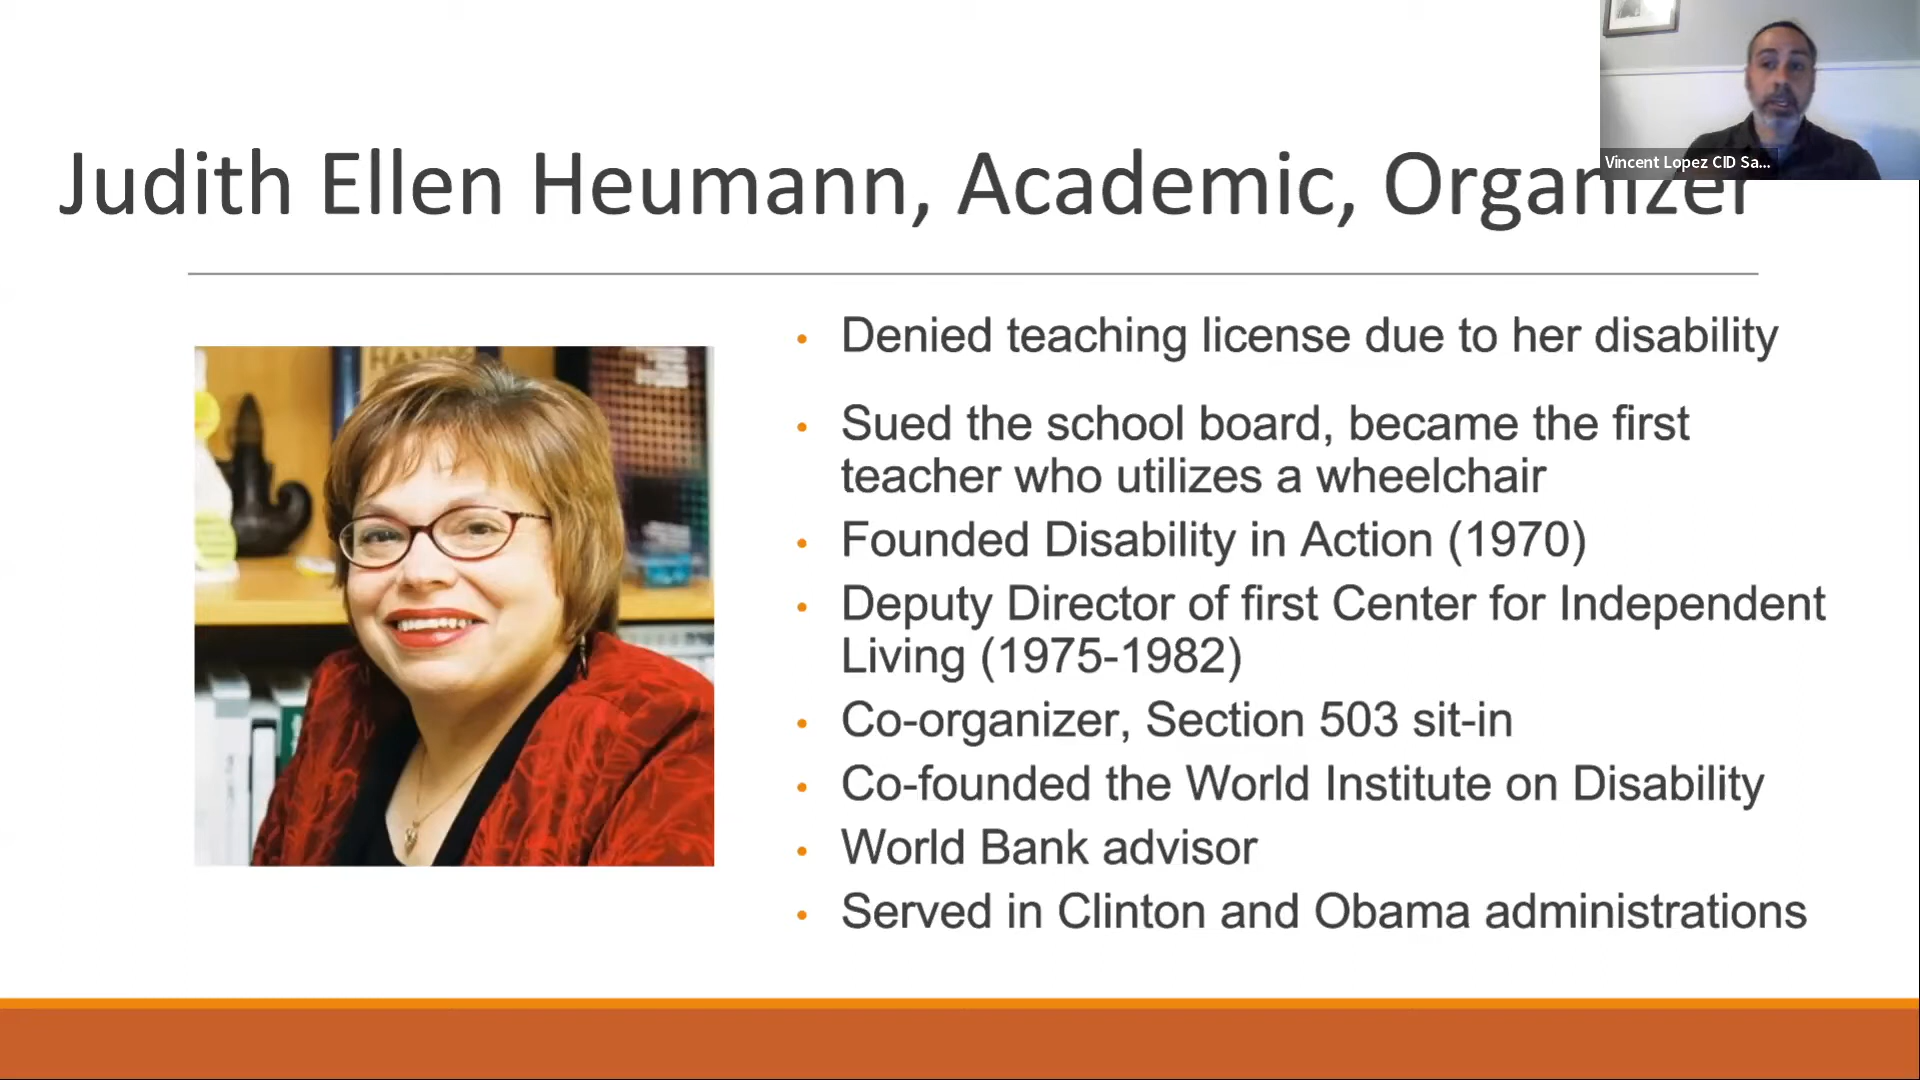 Vincent Lopez CID Sa...
Judith Ellen Heumann, Academic, Organizer
Denied teaching license due to her disability
Sued the school board, became the first
teacher who utilizes a wheelchair
Founded Disability in Action (1970)
Deputy Director of first Center for Independent
Living (1975-1982)
Co-organizer, Section 503 sit-in
Co-founded the World Institute on Disability
World Bank advisor
Served in Clinton and Obama administrations